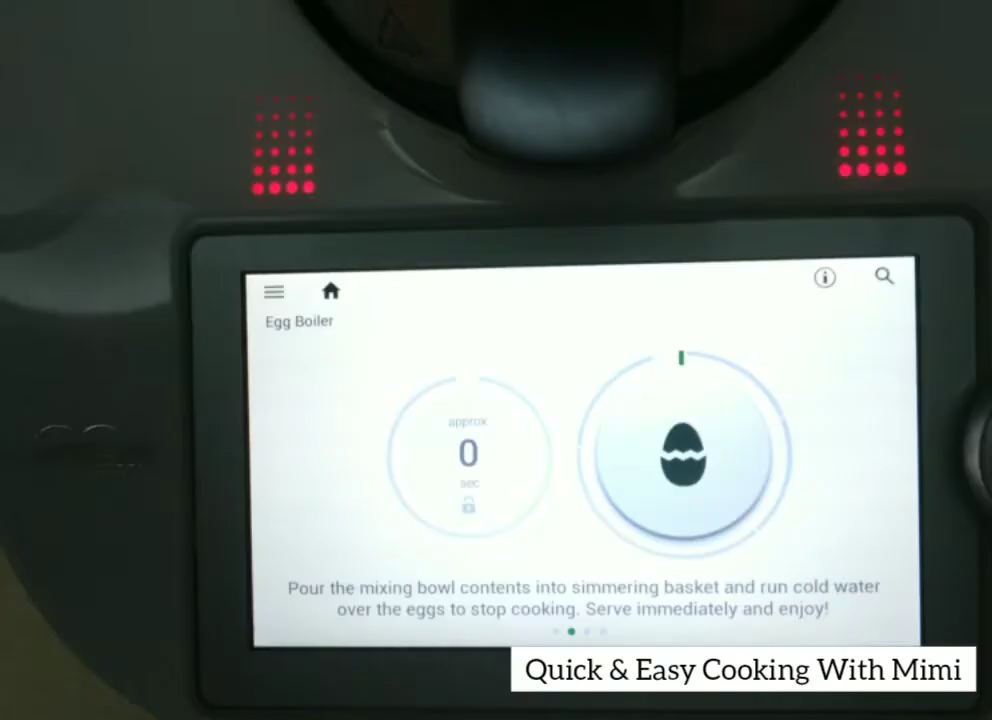 Egg Boiler
approx
0
sec
Pour the mixing bowl contents into simmering basket and run cold water
over the eggs to stop cooking. Serve immediately and enjoy!
Quick & Easy Cooking With Mimi